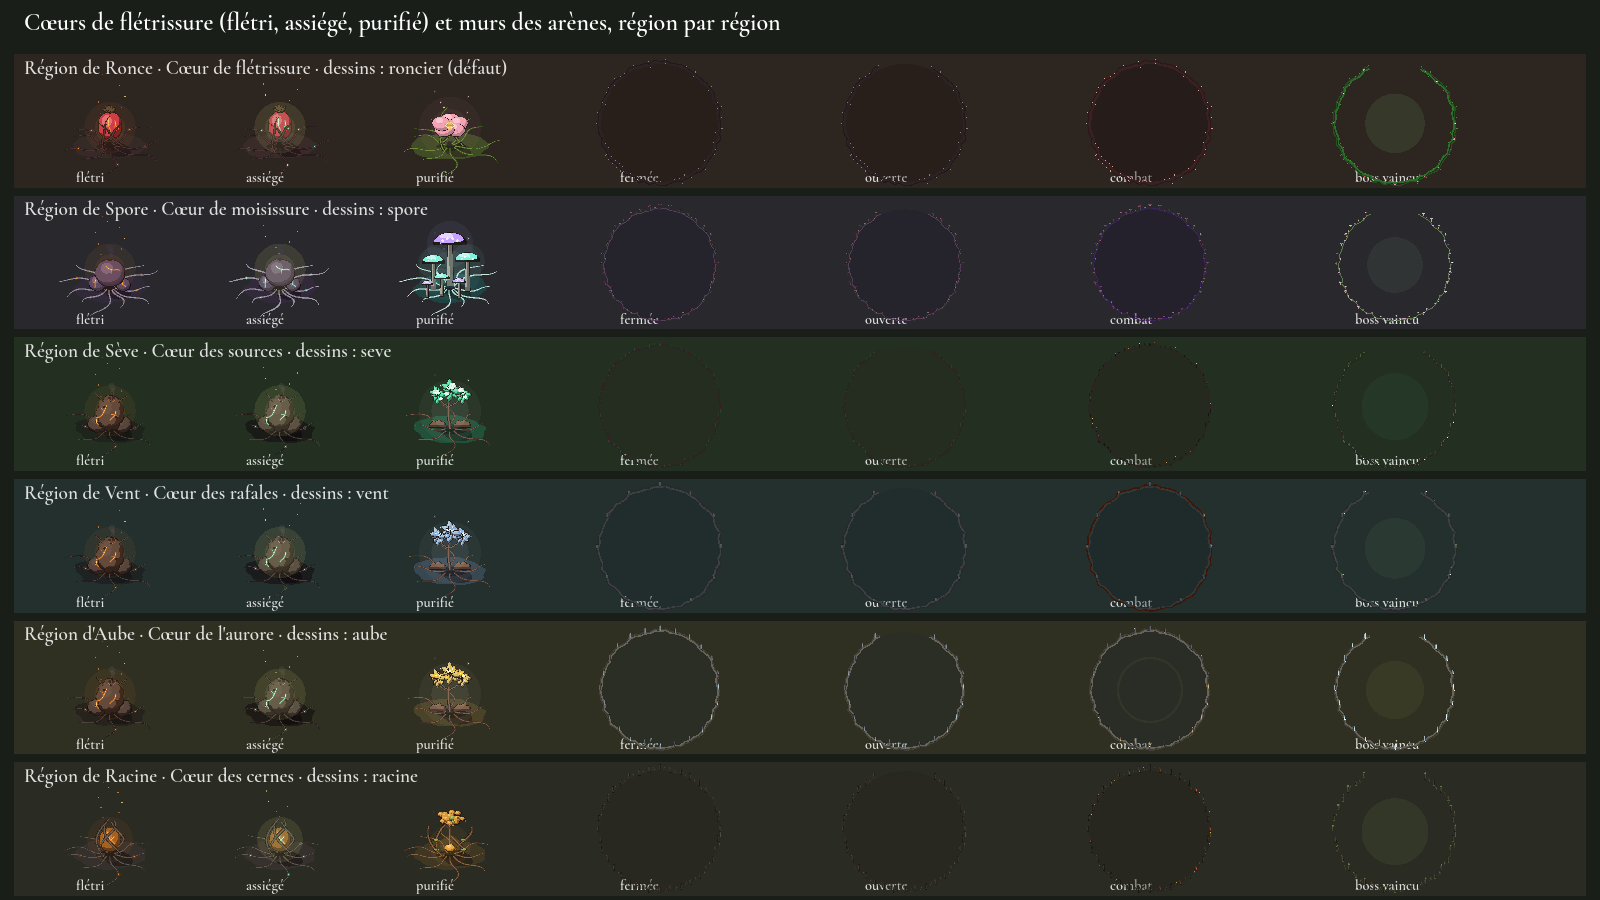 Cœurs de flétrissure (flétri, assiégé, purifié) et murs des arènes, région par région
Région de Ronce · Cœur de flétrissure · dessins : roncier (défaut)
flétri assiégé purifié fermée ouverte combat boss vaincu
Région de Spore · Cœur de moisissure · dessins : spore
flétri assiégé purifié fermée ouverte combat boss vaincu
Région de Sève · Cœur des sources · dessins : seve
flétri assiégé purifié fermée ouverte combat boss vaincu
Région de Vent · Cœur des rafales · dessins : vent
flétri assiégé purifié fermée ouverte combat boss vaincu
Région d'Aube · Cœur de l'aurore · dessins : aube
flétri assiégé purifié fermée ouverte combat boss vaincu
Région de Racine · Cœur des cernes · dessins : racine
flétri assiégé purifié fermée ouverte combat boss vaincu